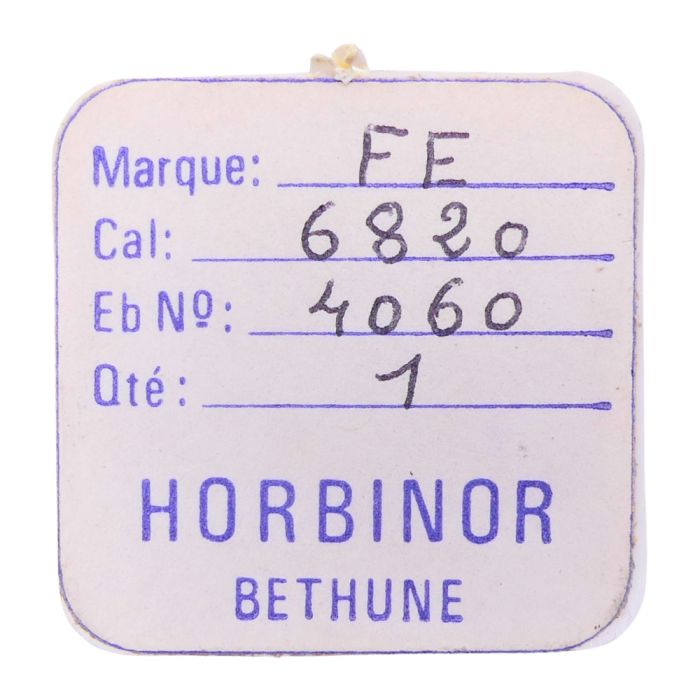 Marque: FE
Cal: 6820
Eb Nº: 4060
Qté: 1
HORBINOR
BETHUNE